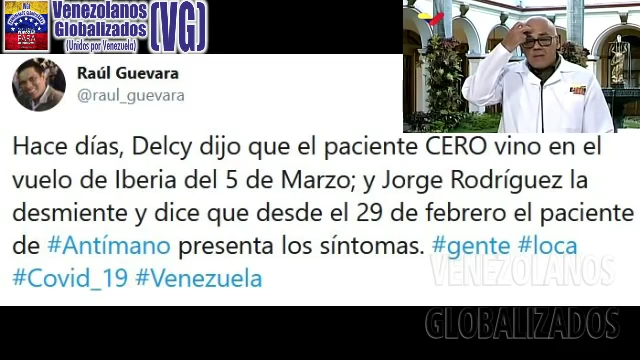 Venezolanos
Globalizados
(Unidos por Venezuela)
(VG)
Raúl Guevara
@raul_guevara
Hace días, Delcy dijo que el paciente CERO vino en el
vuelo de Iberia del 5 de Marzo; y Jorge Rodríguez la
desmiente y dice que desde el 29 de febrero el paciente
de #Antímano presenta los síntomas. #gente #loca
#Covid_19 #Venezuela
VENEZOLANOS
GLOBALIZADOS